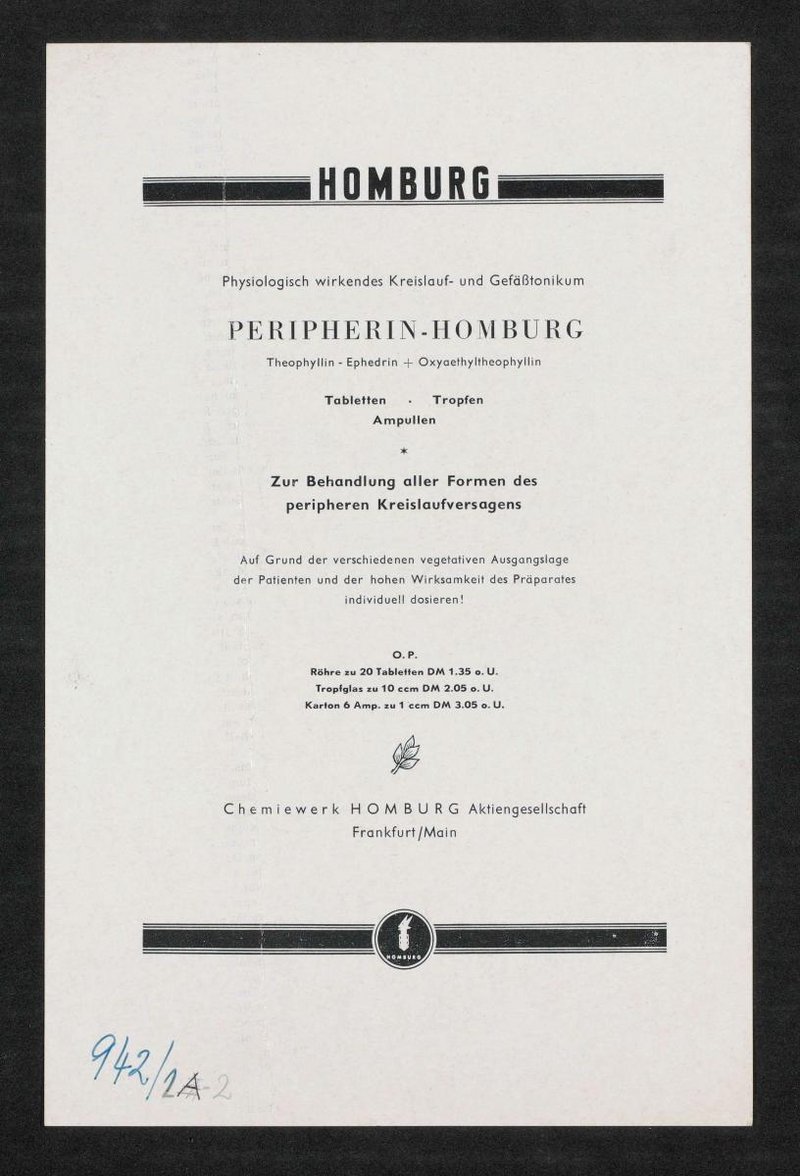 HOMBURG
Physiologisch wirkendes Kreislauf- und Gefäßtonikum
PERIPHERIN-HOMBURG
Theophyllin - Ephedrin + Oxyaethyltheophyllin
Tabletten · Tropfen
Ampullen
*
Zur Behandlung aller Formen des
peripheren Kreislaufversagens
Auf Grund der verschiedenen vegetativen Ausgangslage
der Patienten und der hohen Wirksamkeit des Präparates
individuell dosieren!
O. P.
Röhre zu 20 Tabletten DM 1.35 o. U.
Tropfglas zu 10 ccm DM 2.05 o. U.
Karton 6 Amp. zu 1 ccm DM 3.05 o. U.
Chemiewerk HOMBURG Aktiengesellschaft
Frankfurt/Main
HOMBURG
942/